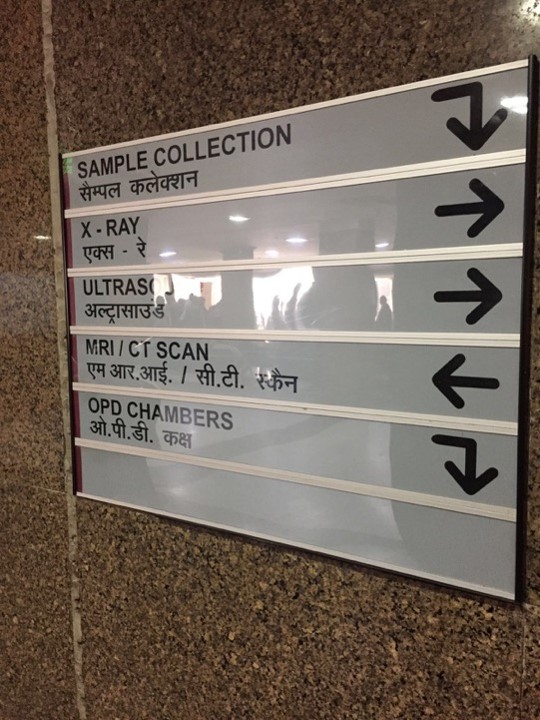 SAMPLE COLLECTION
सैम्पल कलेक्शन
X - RAY
एक्स - रे
अल्ट्रासाउंड
MRI / CT SCAN
एम आर.आई. / सी.टी. स्कैन
OPD CHAMBERS
ओ.पी.डी. कक्ष